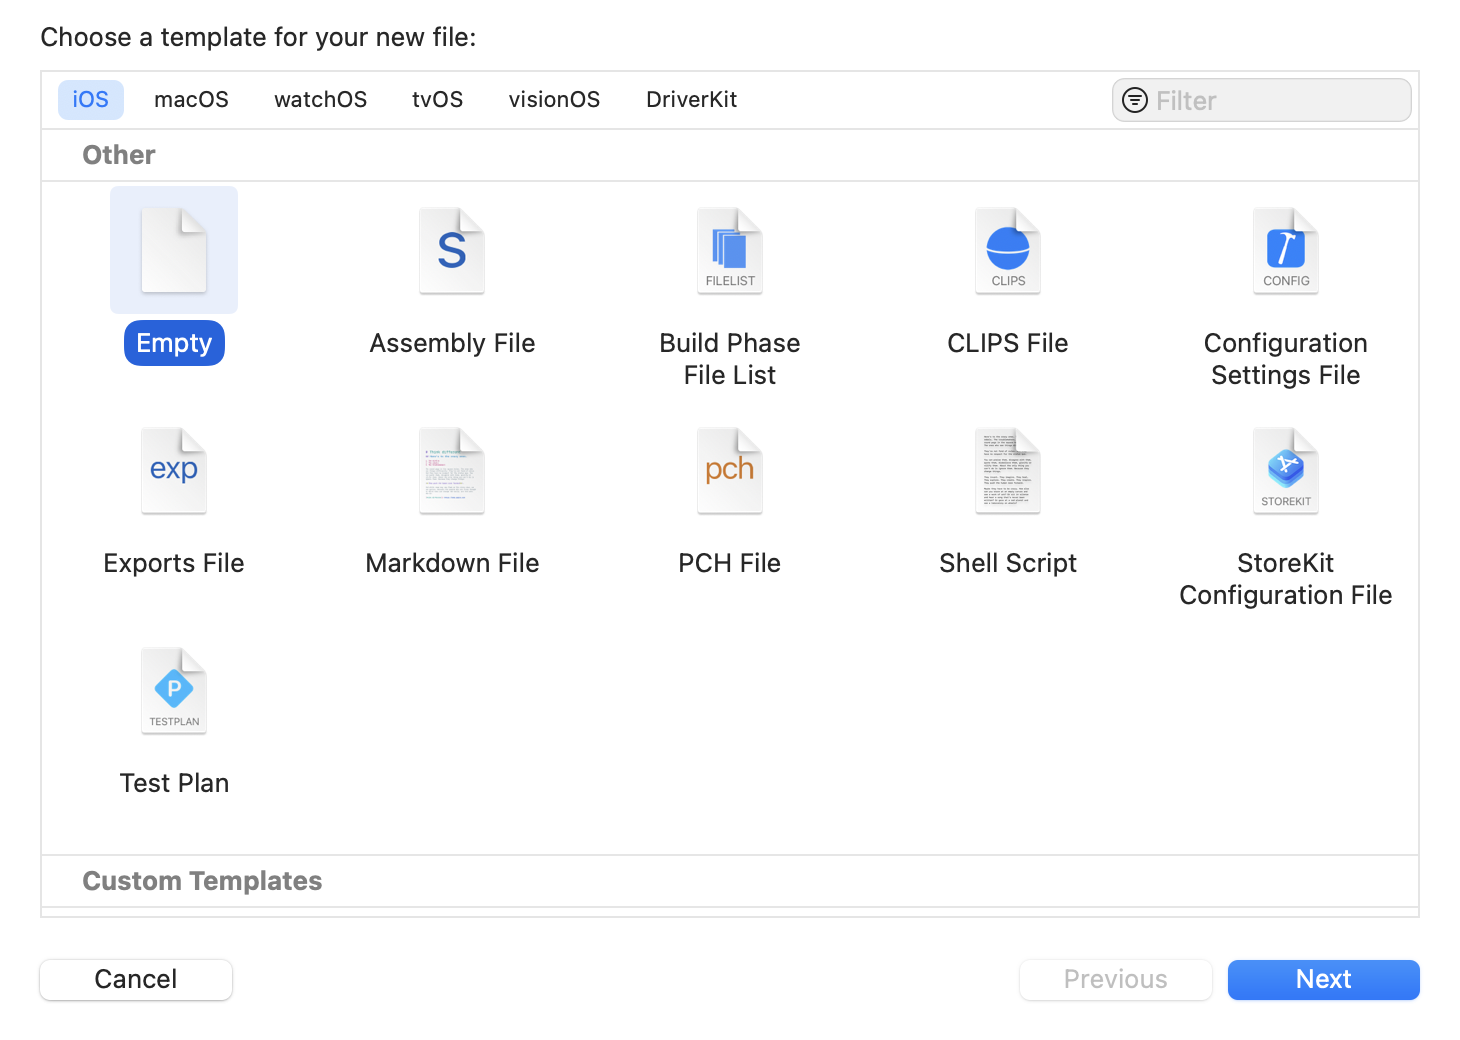 Choose a template for your new file:
iOS macOS watchOS tvOS visionOS DriverKit Filter
Other
S FILELIST CLIPS CONFIG
Empty Assembly File Build Phase File List CLIPS File Configuration Settings File
exp pch STOREKIT
Exports File Markdown File PCH File Shell Script StoreKit Configuration File
P
TESTPLAN
Test Plan
Custom Templates
Cancel Previous Next